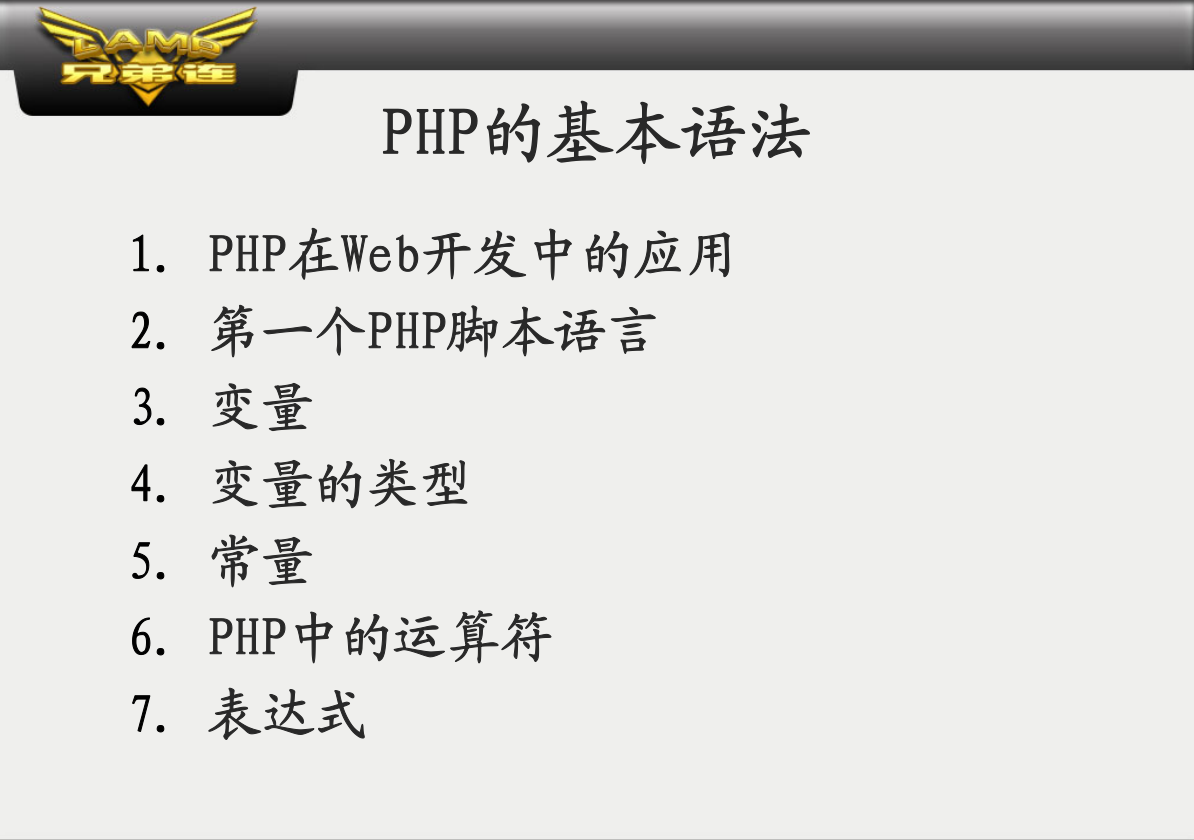 LAMP
兄弟连
PHP的基本语法
1. PHP在Web开发中的应用
2. 第一个PHP脚本语言
3. 变量
4. 变量的类型
5. 常量
6. PHP中的运算符
7. 表达式